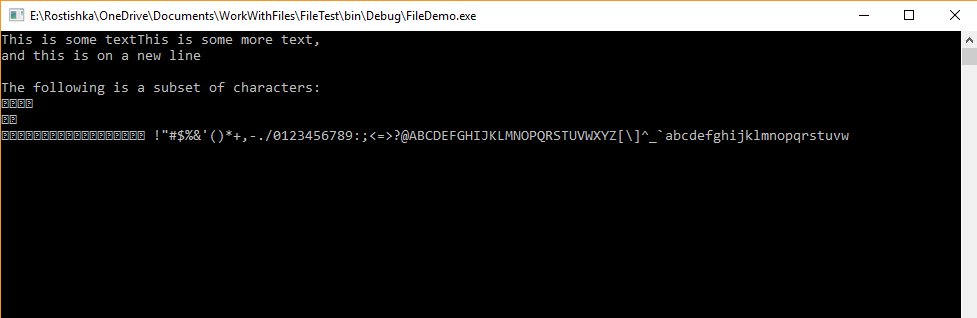 E:\Rostishka\OneDrive\Documents\WorkWithFiles\FileTest\bin\Debug\FileDemo.exe
This is some textThis is some more text,
and this is on a new line
The following is a subset of characters:
⍰⍰⍰⍰
⍰⍰
⍰⍰⍰⍰⍰⍰⍰⍰⍰⍰⍰⍰⍰⍰⍰⍰⍰⍰ !"#$%&'()*+,-./0123456789:;<=>?@ABCDEFGHIJKLMNOPQRSTUVWXYZ[\]^_`abcdefghijklmnopqrstuvw